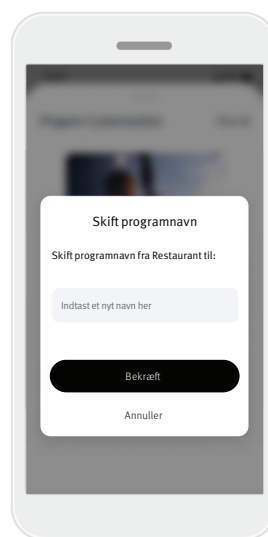 Skift programnavn
Skift programnavn fra Restaurant til:
Indtast et nyt navn her
Bekræft
Annuller